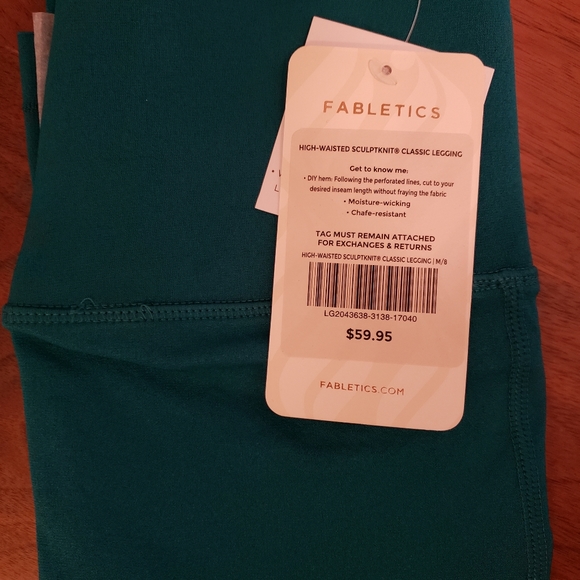 FABLETICS
HIGH-WAISTED SCULPTKNIT® CLASSIC LEGGING
Get to know me:
• DIY hem: Following the perforated lines, cut to your
desired inseam length without fraying the fabric
• Moisture-wicking
• Chafe-resistant
TAG MUST REMAIN ATTACHED
FOR EXCHANGES & RETURNS
HIGH-WAISTED SCULPTKNIT® CLASSIC LEGGING | M/8
LG2043638-3138-17040
$59.95
FABLETICS.COM